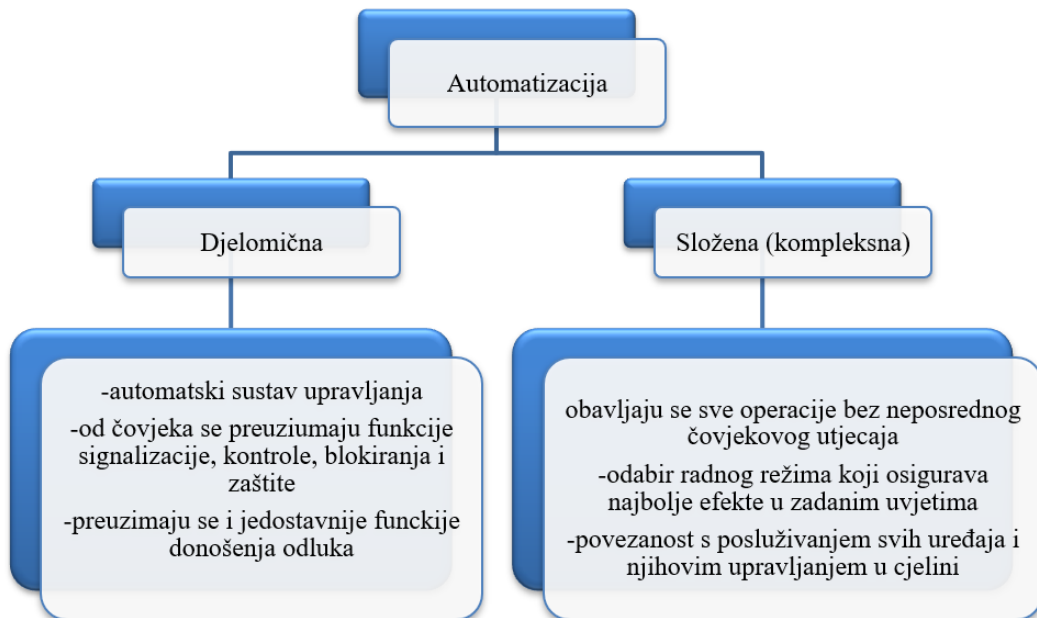 Automatizacija
Djelomična
Složena (kompleksna)
-automatski sustav upravljanja
-od čovjeka se preuziumaju funkcije
signalizacije, kontrole, blokiranja i
zaštite
-preuzimaju se i jedostavnije funckije
donošenja odluka
obavljaju se sve operacije bez neposrednog
čovjekovog utjecaja
-odabir radnog režima koji osigurava
najbolje efekte u zadanim uvjetima
-povezanost s posluživanjem svih uređaja i
njihovim upravljanjem u cjelini